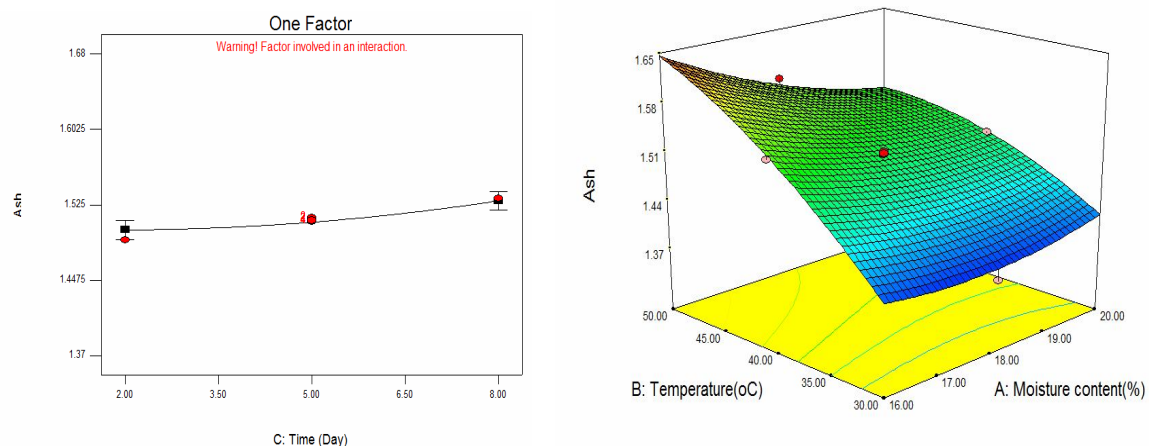 One Factor
Warning! Factor involved in an interaction.
1.68
1.6025
1.525
1.4475
1.37
Ash
2.00 3.50 5.00 6.50 8.00
C: Time (Day)
1.65
1.58
1.51
1.44
1.37
Ash
50.00
45.00
40.00
35.00
30.00
16.00
17.00
18.00
19.00
20.00
B: Temperature(oC)
A: Moisture content(%)